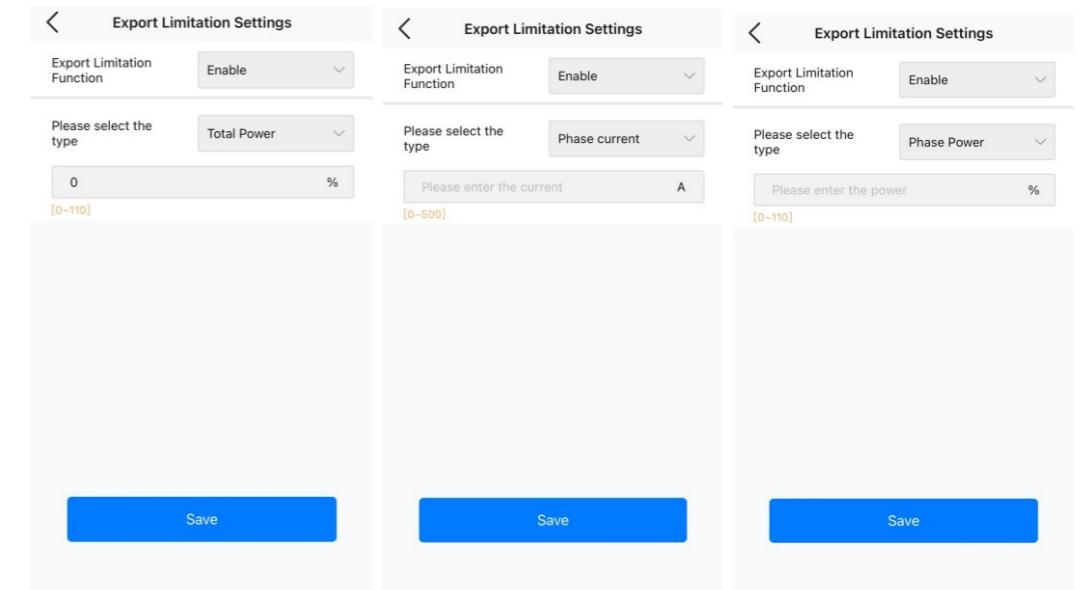 Export Limitation Settings
Export Limitation
Function
Enable
Please select the
type
Total Power
0
%
[0~110]
Save
Export Limitation Settings
Export Limitation
Function
Enable
Please select the
type
Phase current
Please enter the current
A
[0~500]
Save
Export Limitation Settings
Export Limitation
Function
Enable
Please select the
type
Phase Power
Please enter the power
%
[0~110]
Save